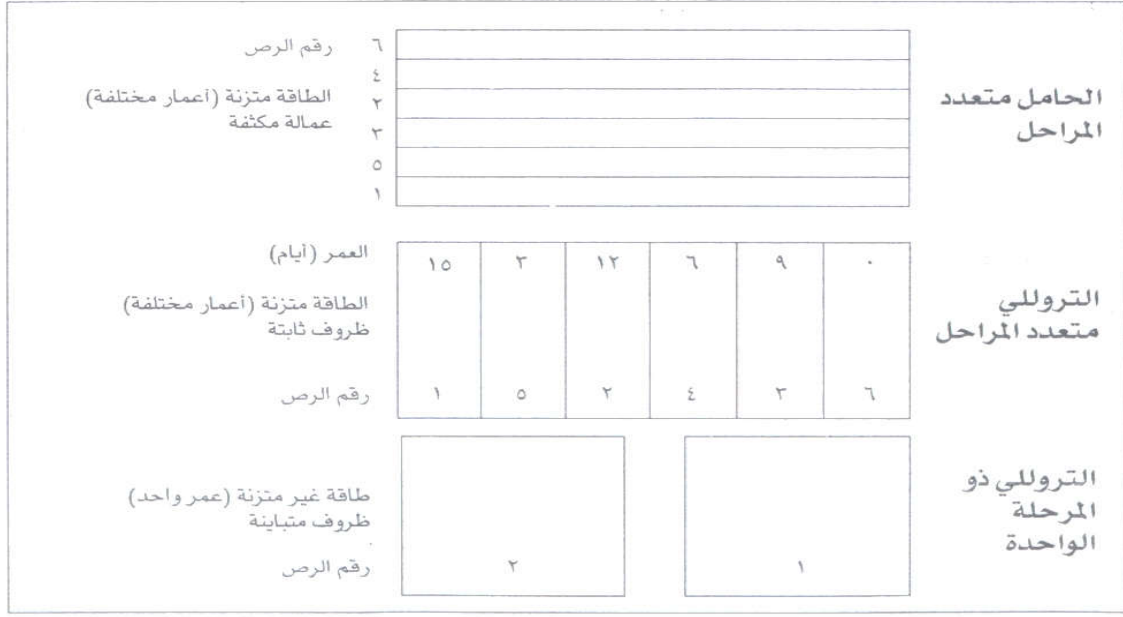 الحامل متعدد
المراحل
رقم الرص
الطاقة متزنة (أعمار مختلفة)
عمالة مكثفة
٦
٤
٢
٣
٥
١
التروللي
متعدد المراحل
العمر (أيام)
٠ ٩ ٦ ١٢ ٣ ١٥
الطاقة متزنة (أعمار مختلفة)
ظروف ثابتة
رقم الرص
٦ ٣ ٤ ٢ ٥ ١
التروللي ذو
المرحلة
الواحدة
طاقة غير متزنة (عمر واحد)
ظروف متباينة
رقم الرص
١ ٢